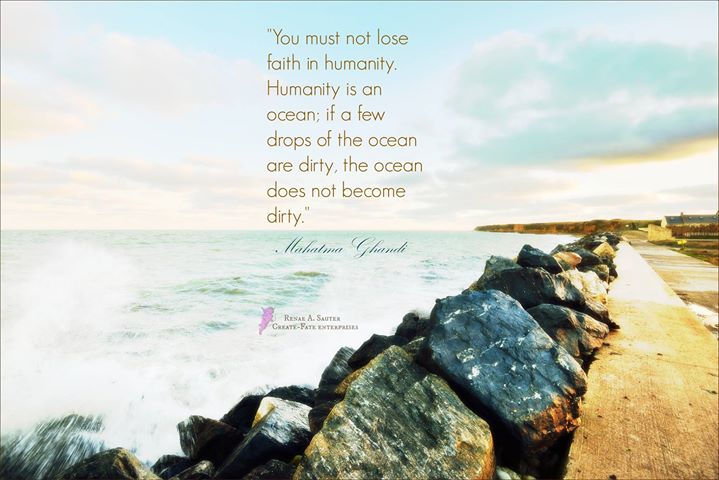 "You must not lose
faith in humanity.
Humanity is an
ocean; if a few
drops of the ocean
are dirty, the ocean
does not become
dirty."
Mahatma Ghandi
Renae A. Sauter
Create-Fate enterprises